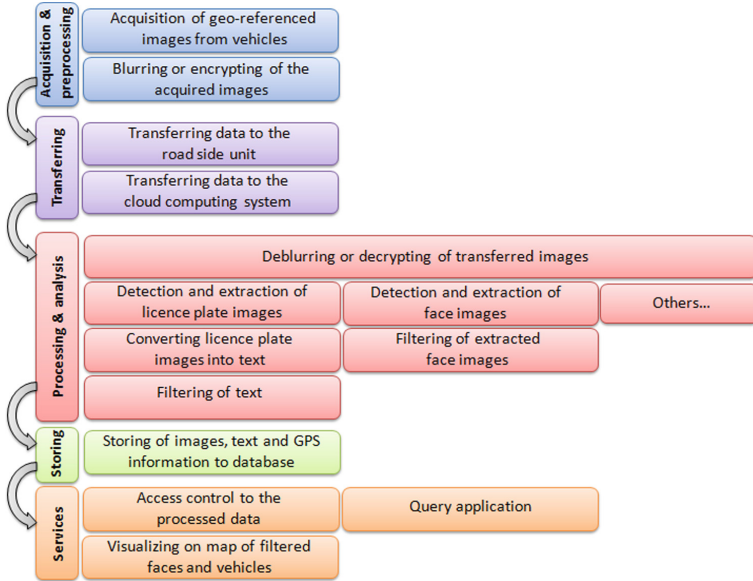 Acquisition &
preprocessing
Acquisition of geo-referenced
images from vehicles
Blurring or encrypting of the
acquired images
Transferring
Transferring data to the
road side unit
Transferring data to the
cloud computing system
Processing & analysis
Deblurring or decrypting of transferred images
Detection and extraction of
licence plate images
Detection and extraction of
face images
Others...
Converting licence plate
images into text
Filtering of extracted
face images
Filtering of text
Storing
Storing of images, text and GPS
information to database
Services
Access control to the
processed data
Query application
Visualizing on map of filtered
faces and vehicles